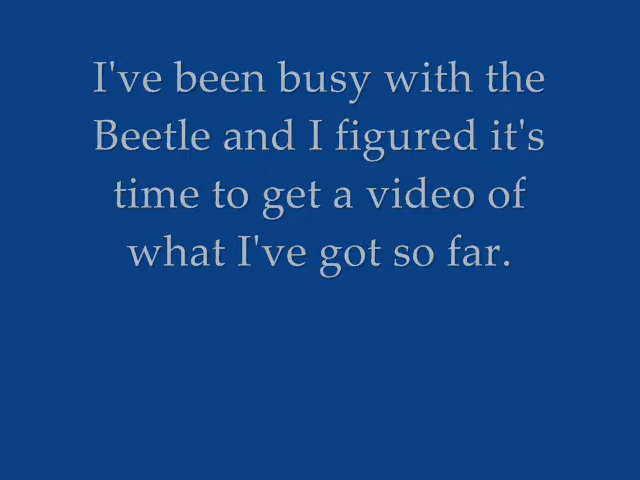 I've been busy with the
Beetle and I figured it's
time to get a video of
what I've got so far.